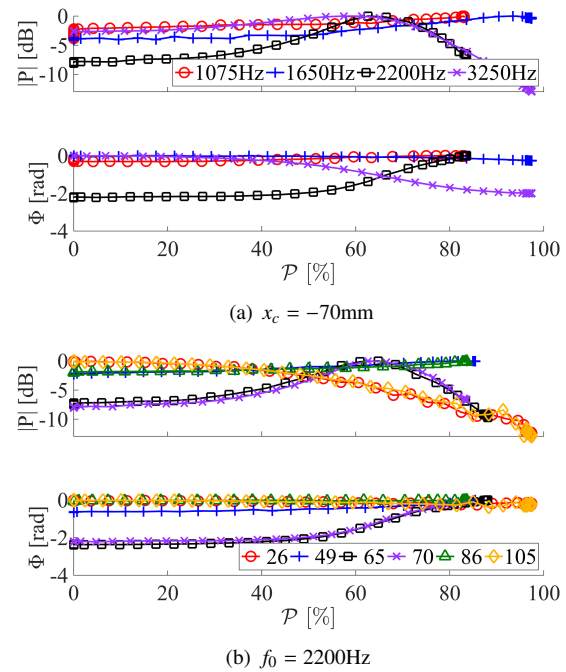 0
-5
-10
|P| [dB]
1075Hz 1650Hz 2200Hz 3250Hz
0
-2
-4
Φ [rad]
0 20 40 60 80 100
𝒫 [%]
(a) x_c = −70mm
0
-5
-10
|P| [dB]
0
-2
-4
Φ [rad]
26 49 65 70 86 105
0 20 40 60 80 100
𝒫 [%]
(b) f_0 = 2200Hz